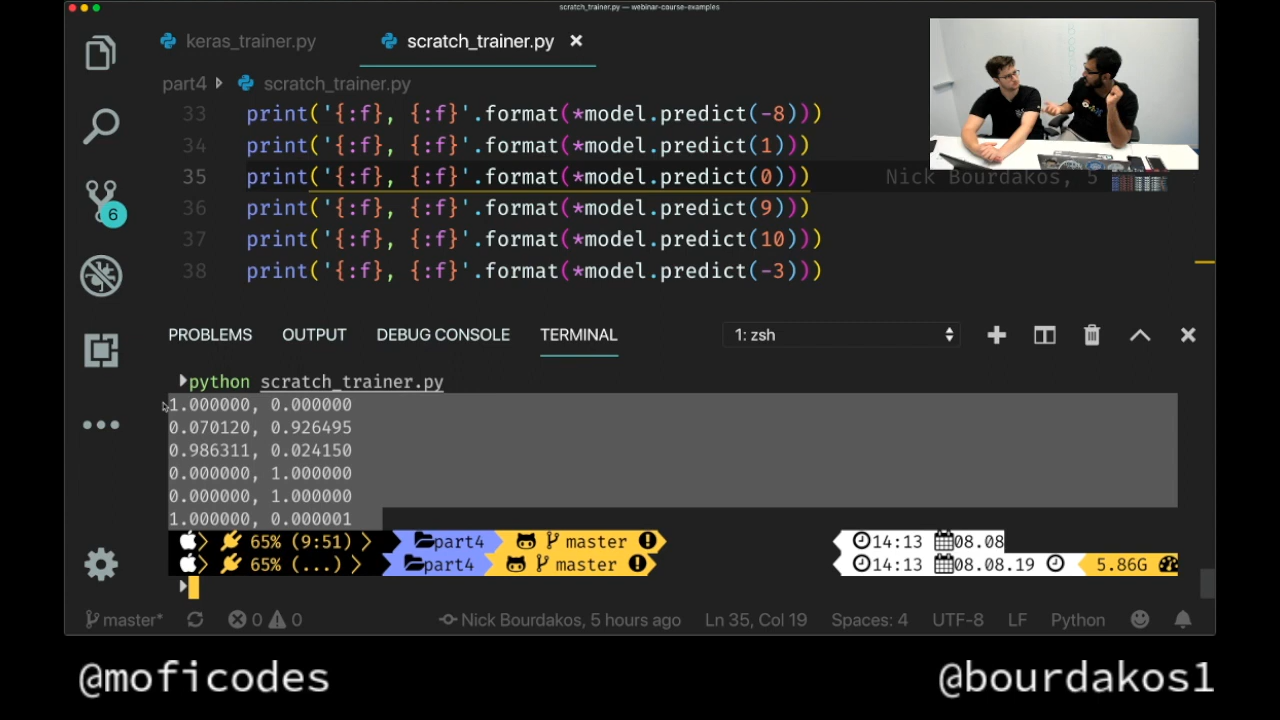 scratch_trainer.py — webinar-course-examples
keras_trainer.py scratch_trainer.py
part4 scratch_trainer.py
33 print('{:f}, {:f}'.format(*model.predict(-8)))
34 print('{:f}, {:f}'.format(*model.predict(1)))
35 print('{:f}, {:f}'.format(*model.predict(0))) Nick Bourdakos, 5
36 print('{:f}, {:f}'.format(*model.predict(9)))
37 print('{:f}, {:f}'.format(*model.predict(10)))
38 print('{:f}, {:f}'.format(*model.predict(-3)))
6
PROBLEMS OUTPUT DEBUG CONSOLE TERMINAL 1: zsh
python scratch_trainer.py
1.000000, 0.000000
0.070120, 0.926495
0.986311, 0.024150
0.000000, 1.000000
0.000000, 1.000000
1.000000, 0.000001
65% (9:51) part4 master 14:13 08.08
65% (...) part4 master 14:13 08.08.19 5.86G
master* 0 0 Nick Bourdakos, 5 hours ago Ln 35, Col 19 Spaces: 4 UTF-8 LF Python
@moficodes @bourdakos1